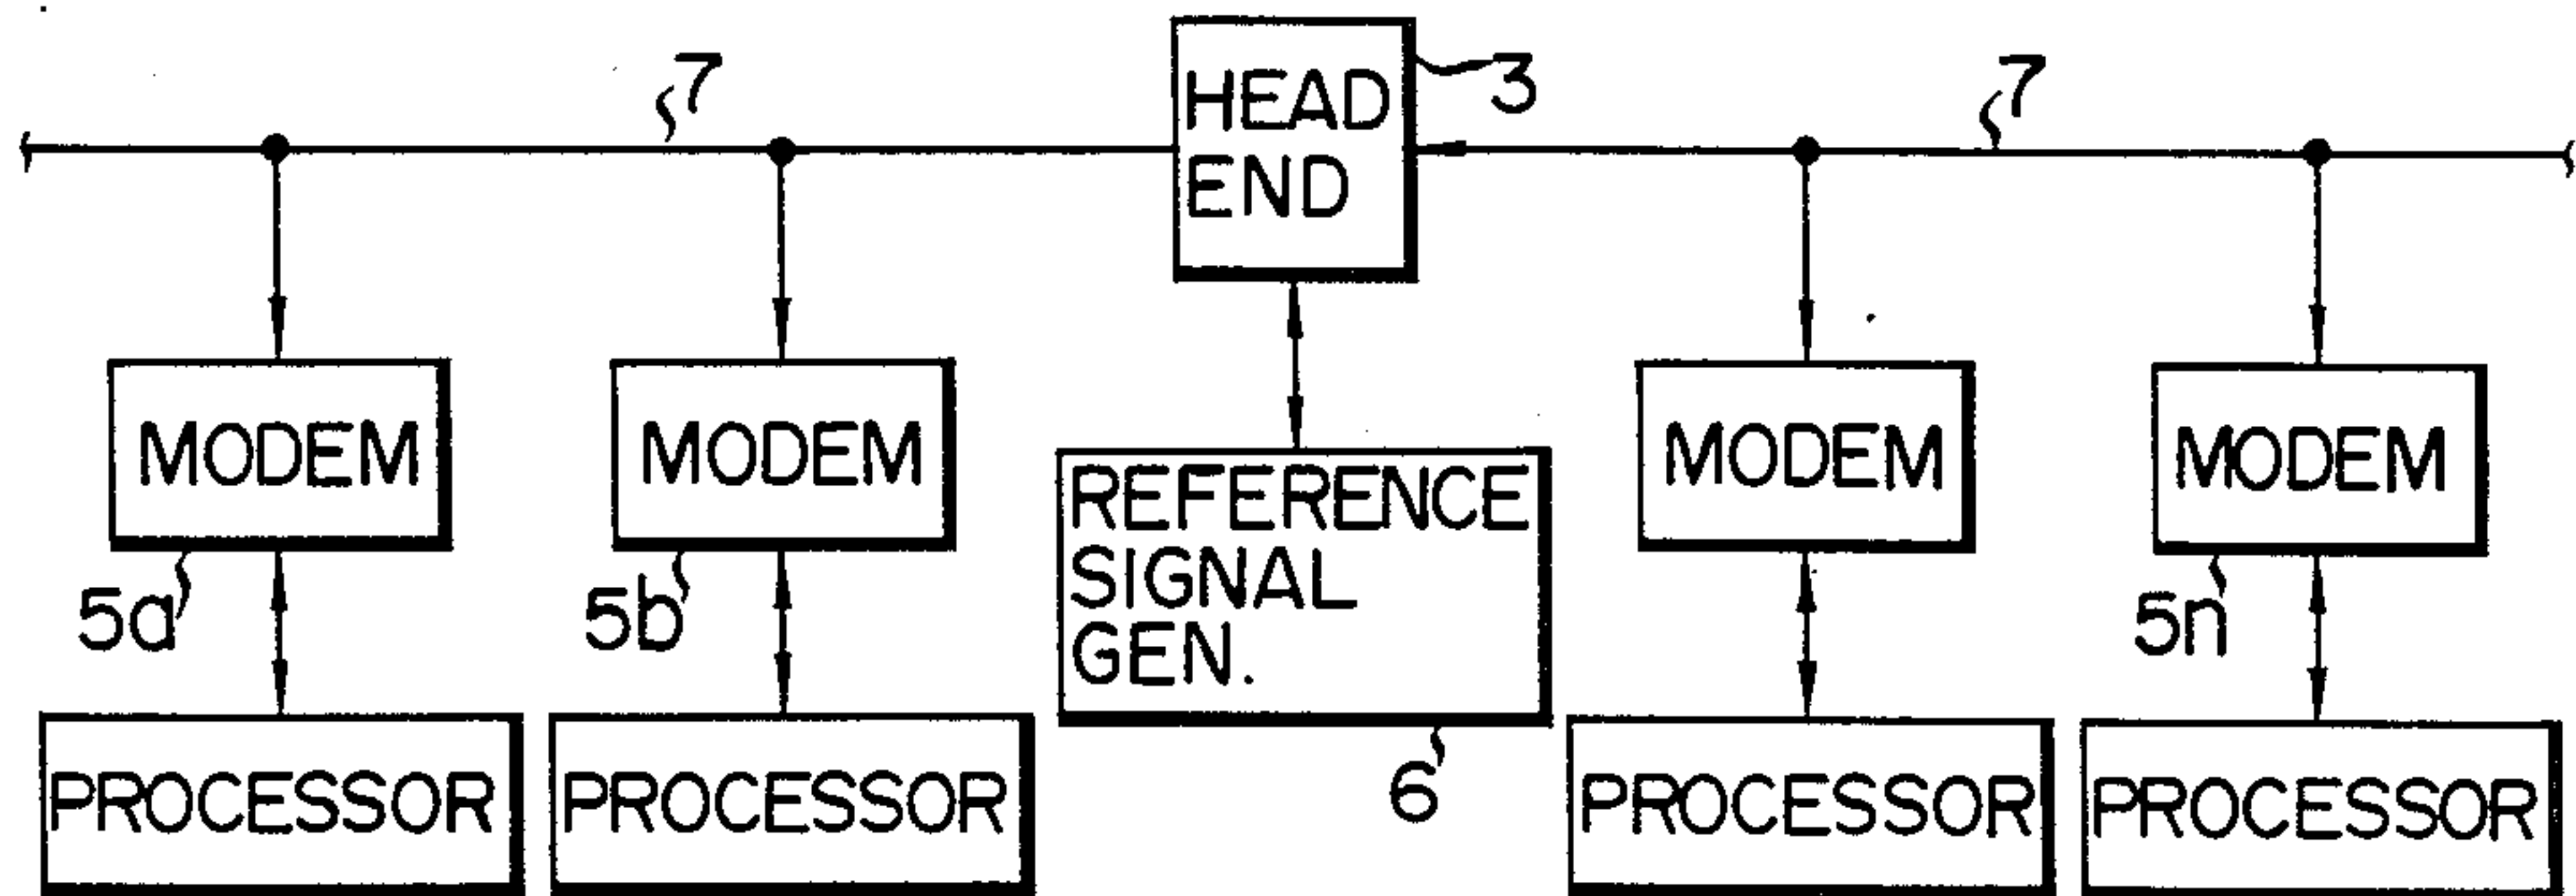 7
HEAD
END
3
7
MODEM
MODEM
REFERENCE
SIGNAL
GEN.
MODEM
MODEM
5a
5b
5n
6
PROCESSOR
PROCESSOR
PROCESSOR
PROCESSOR